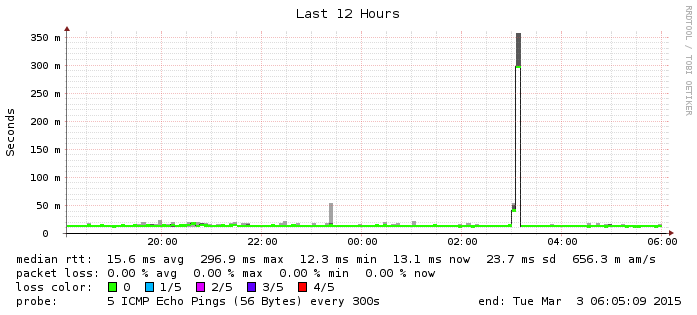 Last 12 Hours
RRDTOOL / TOBI OETIKER
Seconds
350 m
300 m
250 m
200 m
150 m
100 m
50 m
0
20:00 22:00 00:00 02:00 04:00 06:00
median rtt: 15.6 ms avg 296.9 ms max 12.3 ms min 13.1 ms now 23.7 ms sd 656.3 m am/s
packet loss: 0.00 % avg 0.00 % max 0.00 % min 0.00 % now
loss color: 0 1/5 2/5 3/5 4/5
probe: 5 ICMP Echo Pings (56 Bytes) every 300s end: Tue Mar 3 06:05:09 2015